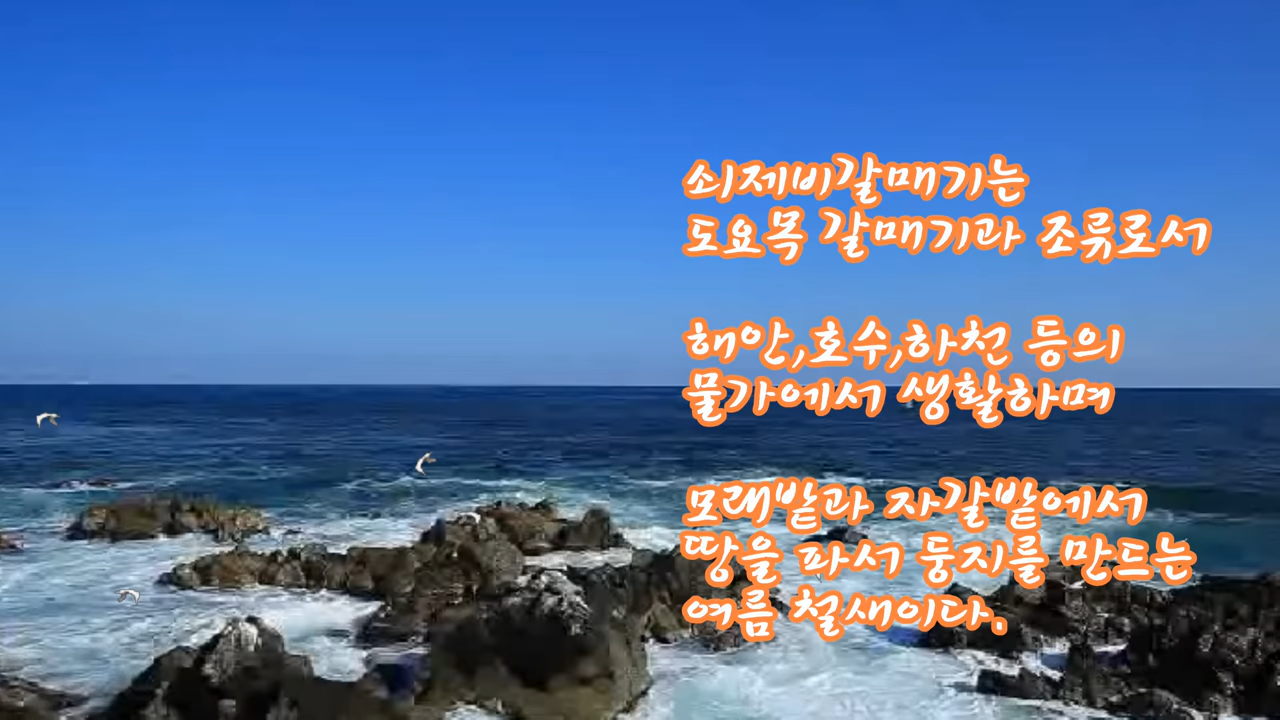 쇠제비갈매기는
도요목 갈매기과 조류로서
해안,호수,하천 등의
물가에서 생활하며
모래밭과 자갈밭에서
땅을 파서 둥지를 만드는
여름 철새이다.